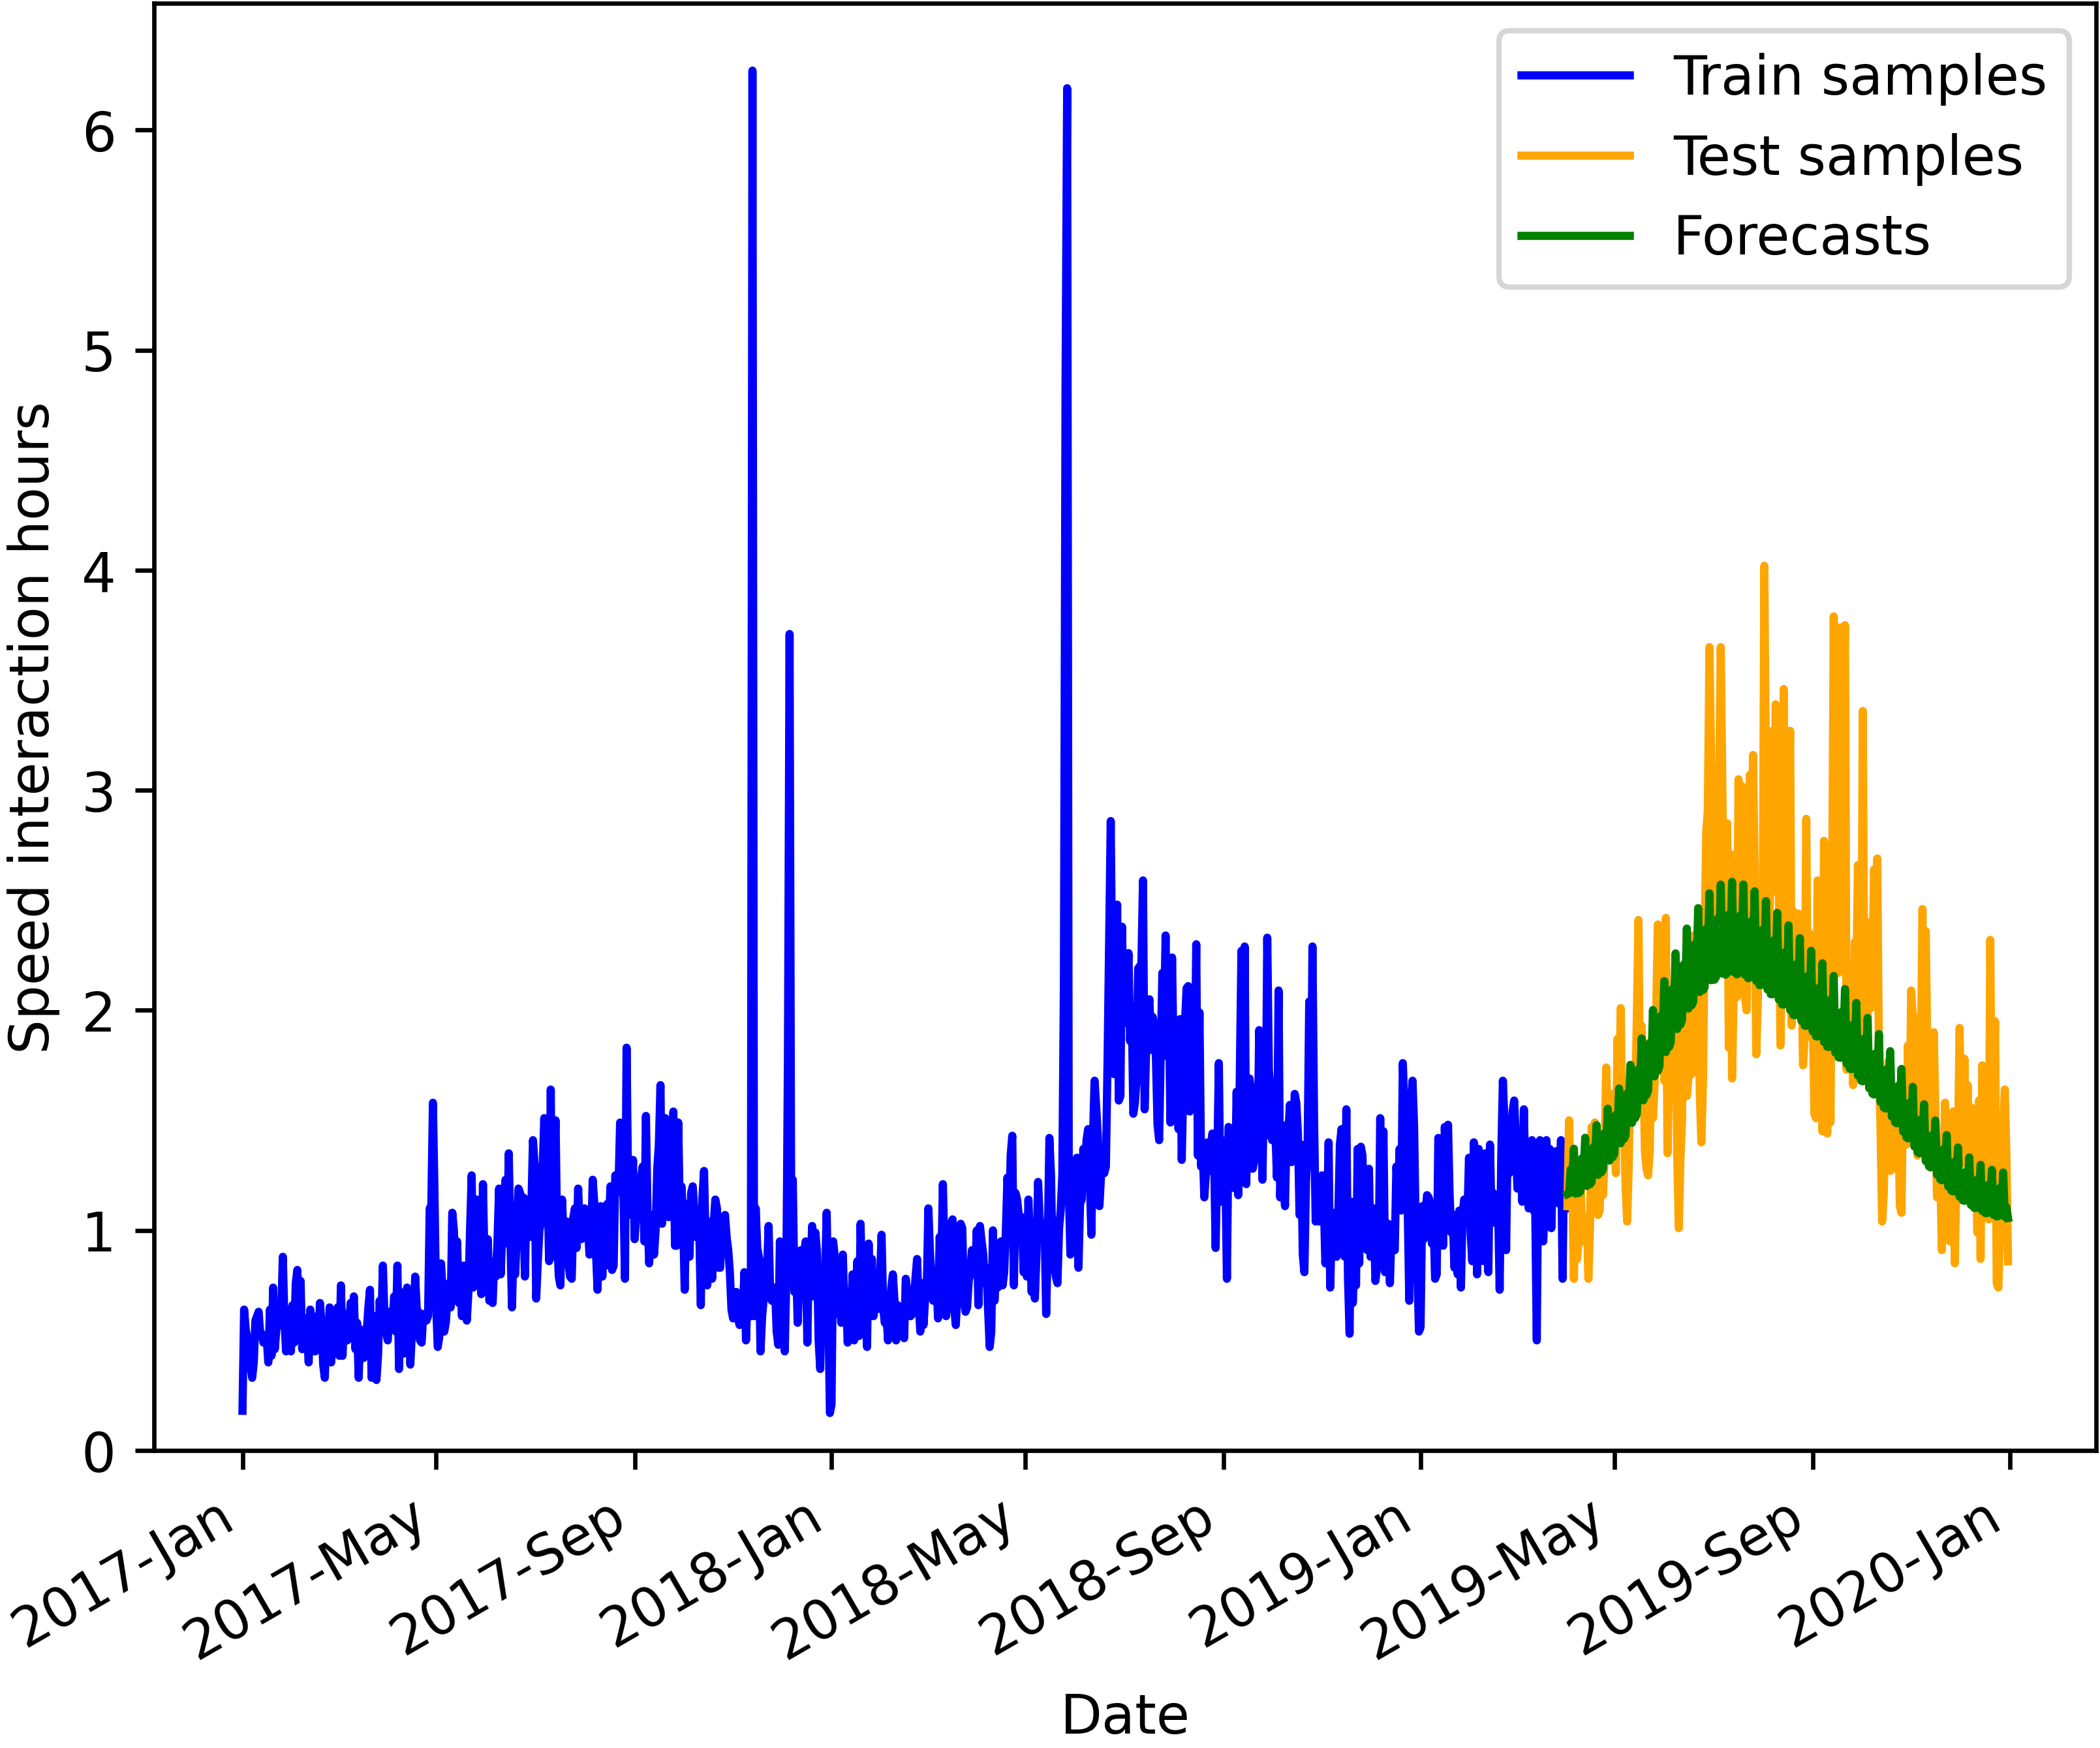 Train samples
Test samples
Forecasts
Speed interaction hours
6
5
4
3
2
1
0
2017-Jan
2017-May
2017-Sep
2018-Jan
2018-May
2018-Sep
2019-Jan
2019-May
2019-Sep
2020-Jan
Date